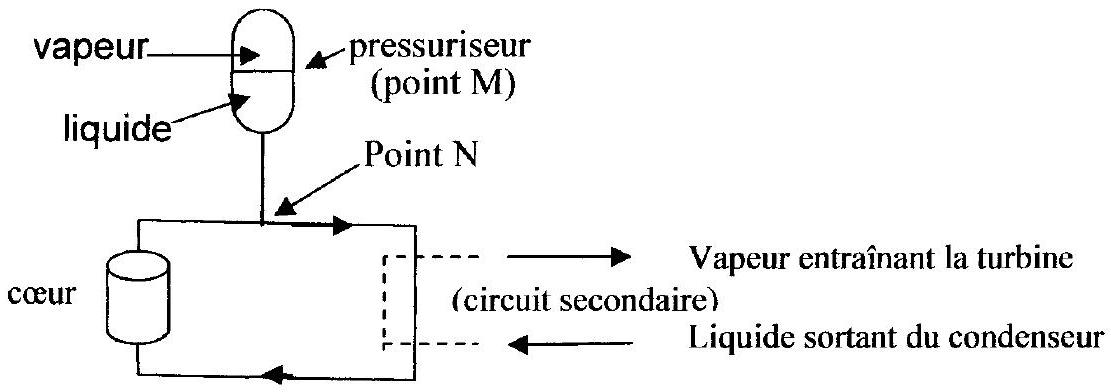 vapeur
pressuriseur
(point M)
liquide
Point N
cœur
Vapeur entraînant la turbine
(circuit secondaire)
Liquide sortant du condenseur